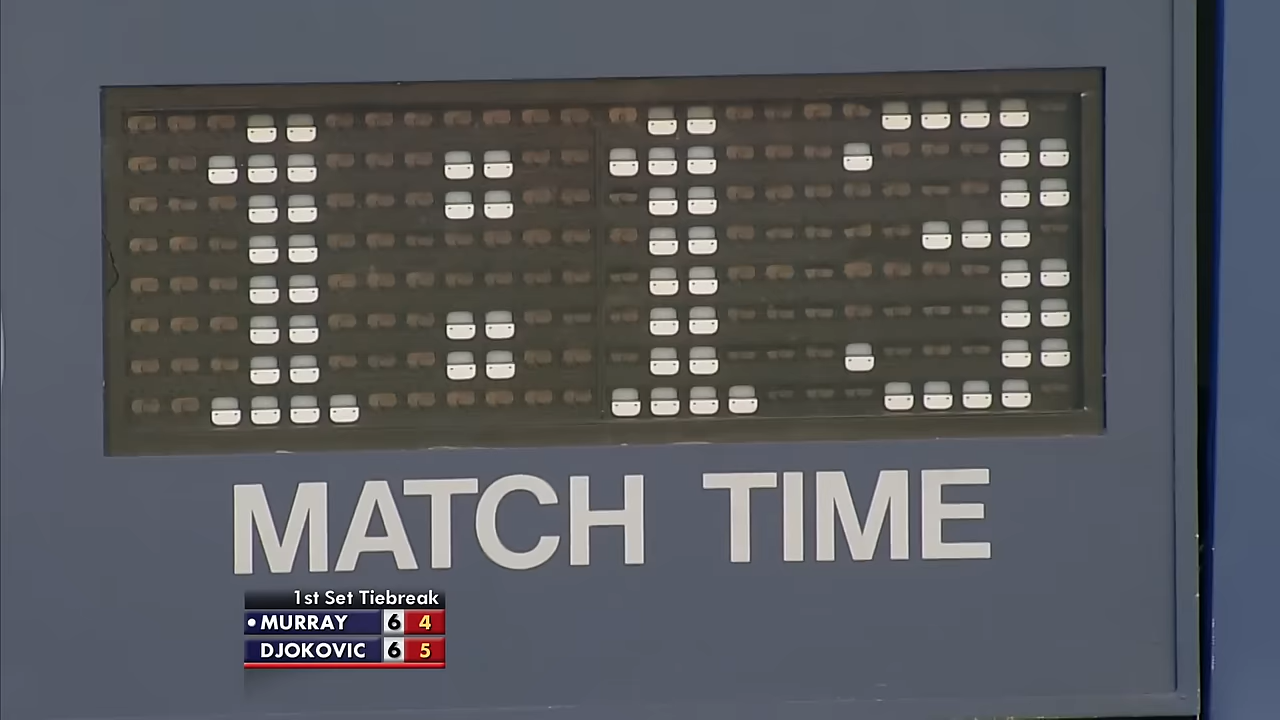 1:13
MATCH TIME
1st Set Tiebreak
• MURRAY 6 4
DJOKOVIC 6 5